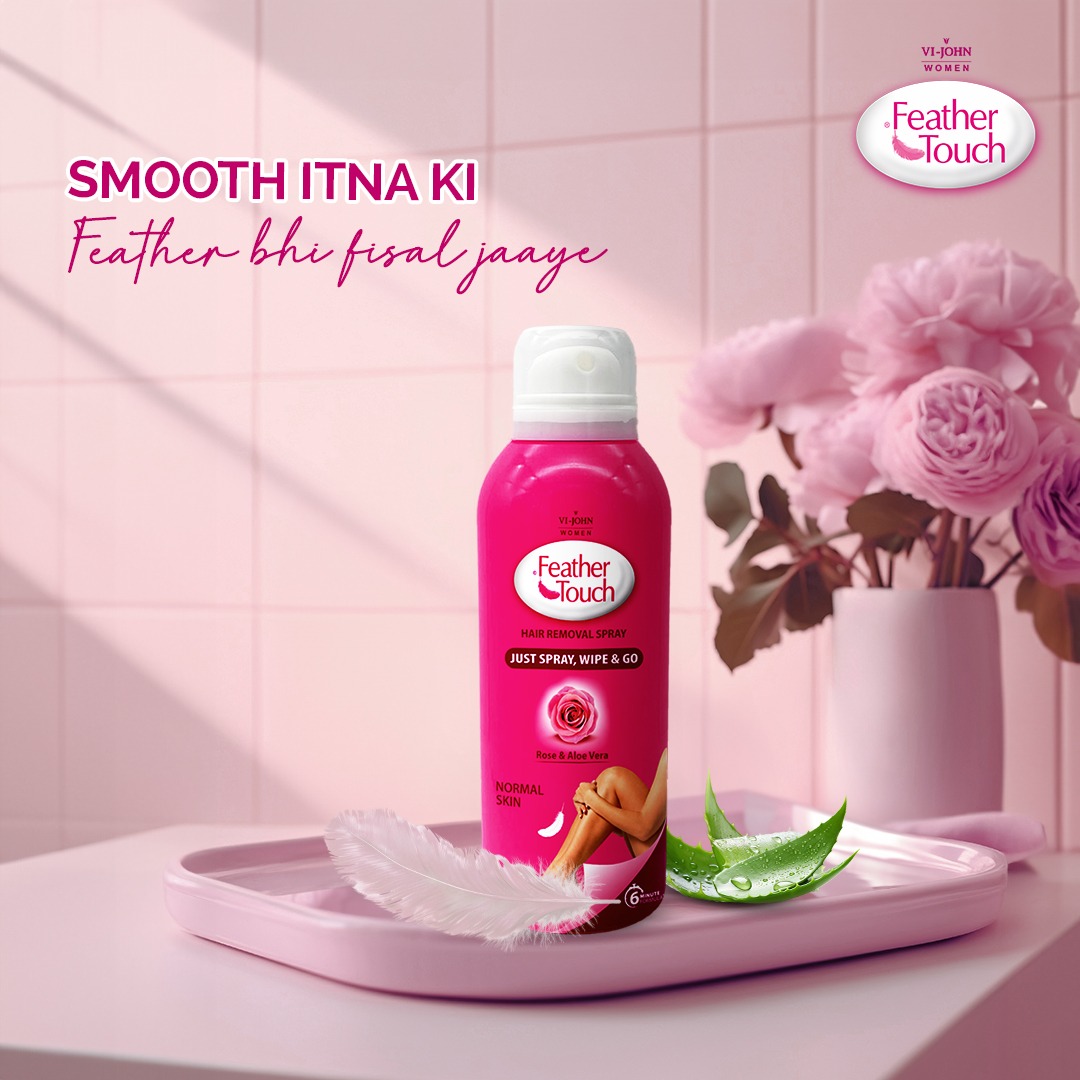 VI-JOHN
WOMEN
Feather
Touch
SMOOTH ITNA KI
Feather bhi fisal jaaye
VI-JOHN
WOMEN
Feather
Touch
HAIR REMOVAL SPRAY
JUST SPRAY, WIPE & GO
Rose & Aloe Vera
NORMAL
SKIN
6 MINUTE